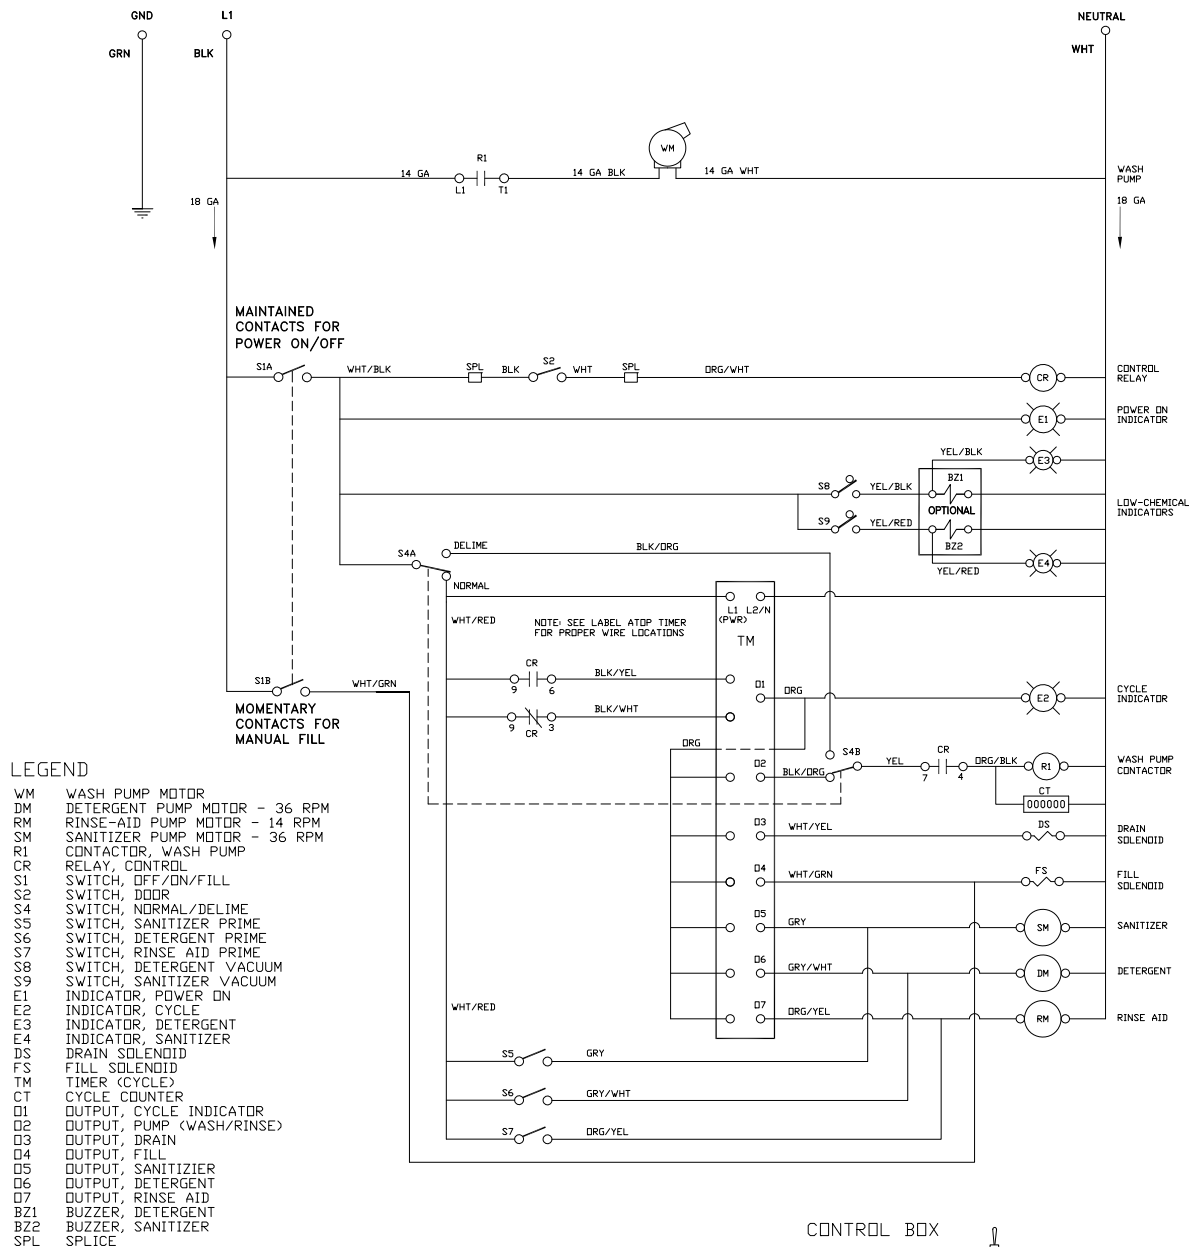 GND
L1
NEUTRAL
GRN
BLK
WHT
WM
R1
14 GA
L1
T1
14 GA BLK
14 GA WHT
WASH
PUMP
18 GA
18 GA
MAINTAINED
CONTACTS FOR
POWER ON/OFF
S1A
WHT/BLK
SPL
BLK
S2
WHT
SPL
ORG/WHT
CR
CONTROL
RELAY
E1
POWER ON
INDICATOR
YEL/BLK
E3
S8
YEL/BLK
BZ1
OPTIONAL
LOW-CHEMICAL
INDICATORS
S9
YEL/RED
BZ2
YEL/RED
E4
S4A
DELIME
BLK/ORG
NORMAL
WHT/RED
NOTE: SEE LABEL ATOP TIMER
FOR PROPER WIRE LOCATIONS
L1 L2/N
(PWR)
TM
CR
9
6
BLK/YEL
O1
ORG
E2
CYCLE
INDICATOR
S1B
WHT/GRN
MOMENTARY
CONTACTS FOR
MANUAL FILL
9
3
CR
BLK/WHT
ORG
O2
BLK/ORG
S4B
YEL
CR
7
4
ORG/BLK
R1
WASH PUMP
CONTACTOR
CT
000000
O3
WHT/YEL
DS
DRAIN
SOLENOID
O4
WHT/GRN
FS
FILL
SOLENOID
O5
GRY
SM
SANITIZER
O6
GRY/WHT
DM
DETERGENT
WHT/RED
O7
ORG/YEL
RM
RINSE AID
S5
GRY
S6
GRY/WHT
S7
ORG/YEL
LEGEND
WM WASH PUMP MOTOR
DM DETERGENT PUMP MOTOR - 36 RPM
RM RINSE-AID PUMP MOTOR - 14 RPM
SM SANITIZER PUMP MOTOR - 36 RPM
R1 CONTACTOR, WASH PUMP
CR RELAY, CONTROL
S1 SWITCH, OFF/ON/FILL
S2 SWITCH, DOOR
S4 SWITCH, NORMAL/DELIME
S5 SWITCH, SANITIZER PRIME
S6 SWITCH, DETERGENT PRIME
S7 SWITCH, RINSE AID PRIME
S8 SWITCH, DETERGENT VACUUM
S9 SWITCH, SANITIZER VACUUM
E1 INDICATOR, POWER ON
E2 INDICATOR, CYCLE
E3 INDICATOR, DETERGENT
E4 INDICATOR, SANITIZER
DS DRAIN SOLENOID
FS FILL SOLENOID
TM TIMER (CYCLE)
CT CYCLE COUNTER
O1 OUTPUT, CYCLE INDICATOR
O2 OUTPUT, PUMP (WASH/RINSE)
O3 OUTPUT, DRAIN
O4 OUTPUT, FILL
O5 OUTPUT, SANITIZIER
O6 OUTPUT, DETERGENT
O7 OUTPUT, RINSE AID
BZ1 BUZZER, DETERGENT
BZ2 BUZZER, SANITIZER
SPL SPLICE
CONTROL BOX